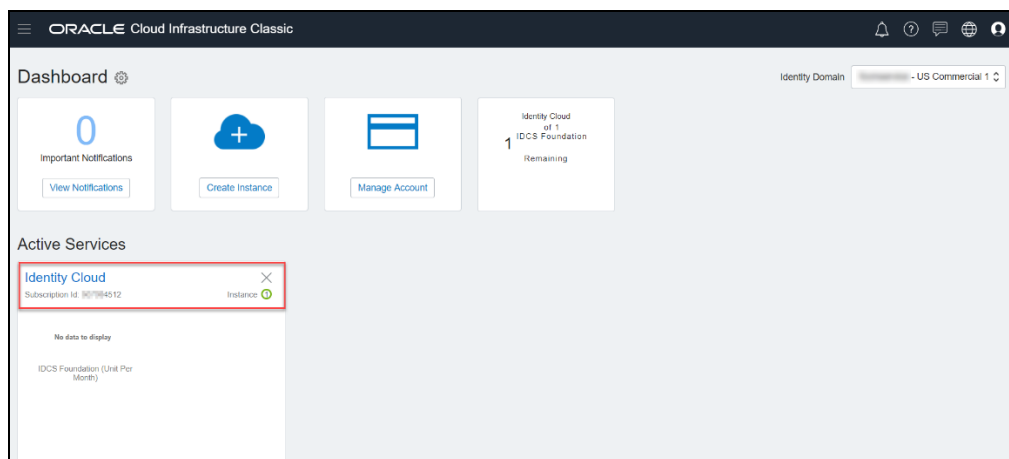 ORACLE Cloud Infrastructure Classic
Dashboard
Identity Domain
- US Commercial 1
0
Important Notifications
View Notifications
Create Instance
Manage Account
Identity Cloud
of 1
1 IDCS Foundation
Remaining
Active Services
Identity Cloud
Subscription Id: 4512
Instance 1
No data to display
IDCS Foundation (Unit Per
Month)